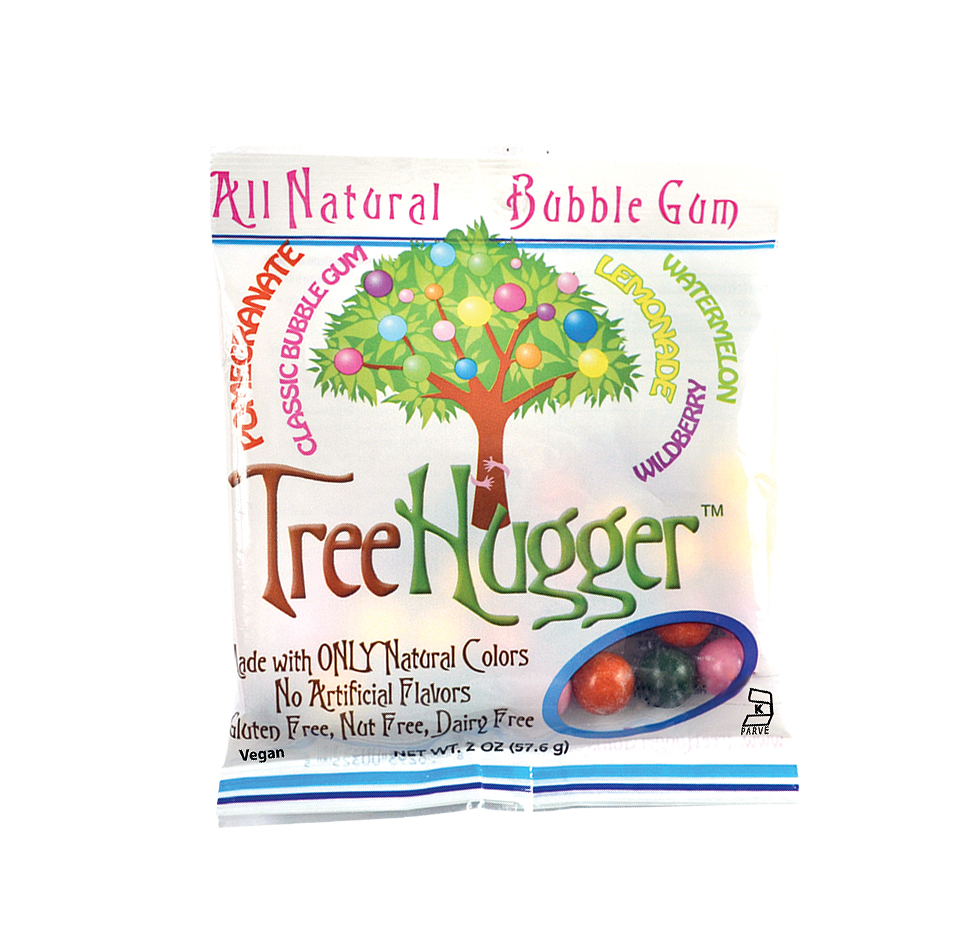 All Natural Bubble Gum
POMEGRANATE
CLASSIC BUBBLE GUM
LEMONADE
WATERMELON
WILDBERRY
TreeHugger™
ade with ONLY Natural Colors
No Artificial Flavors
Gluten Free, Nut Free, Dairy Free
Vegan
NET WT. 2 OZ (57.6 g)
K
PARVE